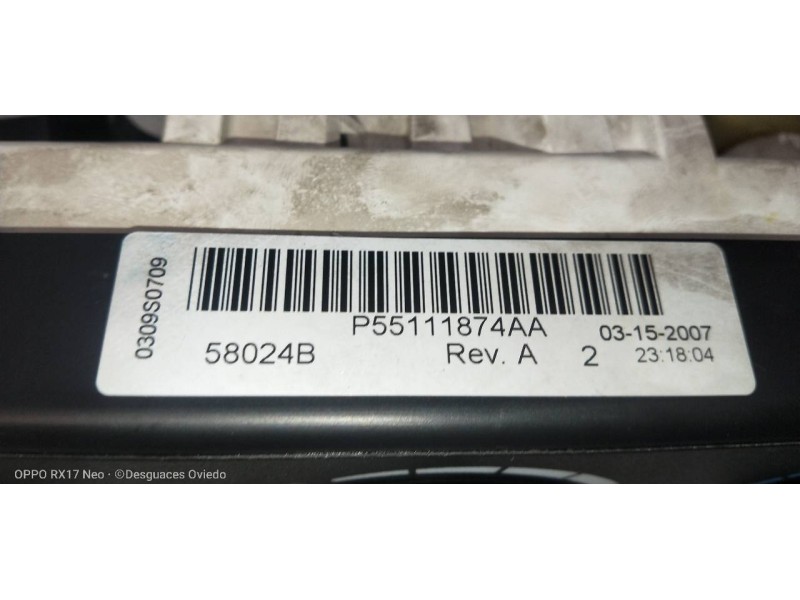 0309S0709
P55111874AA
03-15-2007
58024B
Rev. A
2
23:18:04
OPPO RX17 Neo · ©Desguaces Oviedo